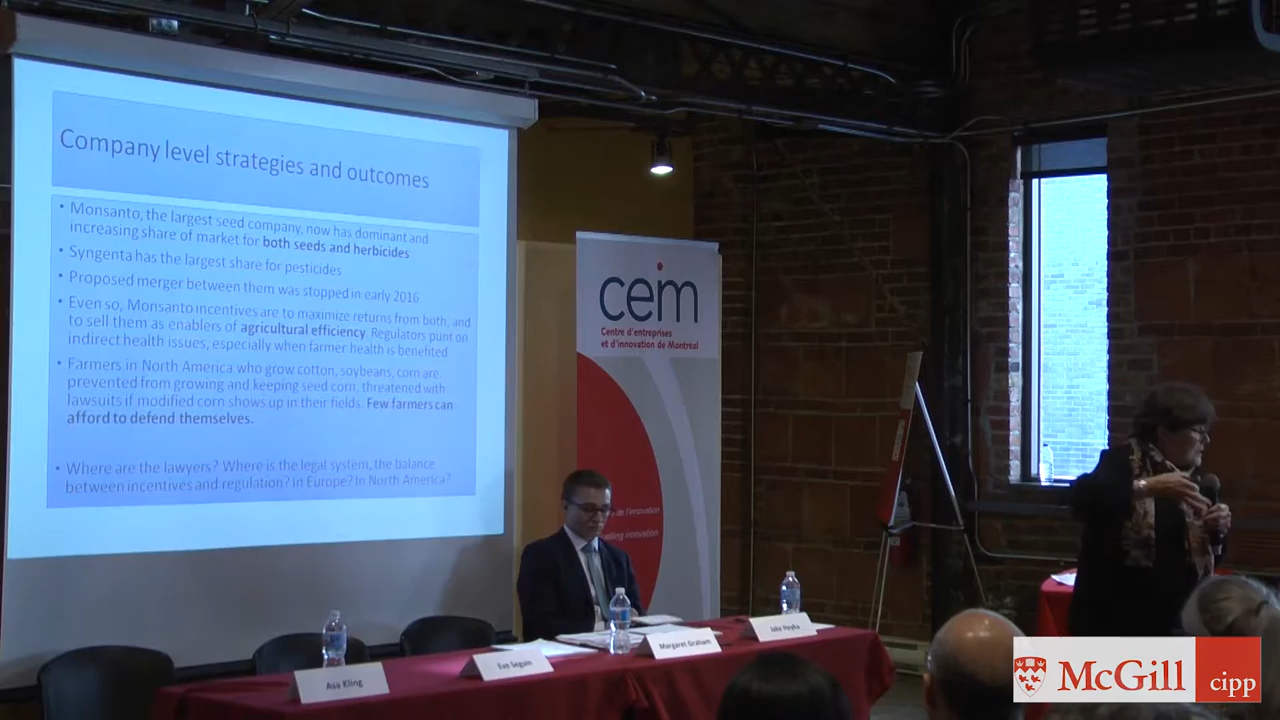 Company level strategies and outcomes
• Monsanto, the largest seed company, now has dominant and
increasing share of market for both seeds and herbicides
• Syngenta has the largest share for pesticides
• Proposed merger between them was stopped in early 2016
• Even so, Monsanto incentives are to maximize returns from both, and
to sell them as enablers of agricultural efficiency. Regulators punt on
indirect health issues, especially when farmer health is benefited
• Farmers in North America who grow cotton, soybeans, corn are
prevented from growing and keeping seed corn, threatened with
lawsuits if modified corn shows up in their fields. Few farmers can
afford to defend themselves.
• Where are the lawyers? Where is the legal system, the balance
between incentives and regulation? In Europe? in North America?
cem
Centre d'entreprises
et d'innovation de Montréal
de l'innovation
elling innovation
Asa Kling
Eve Seguin
Margaret Graham
Jake Hoyka
McGill
cipp